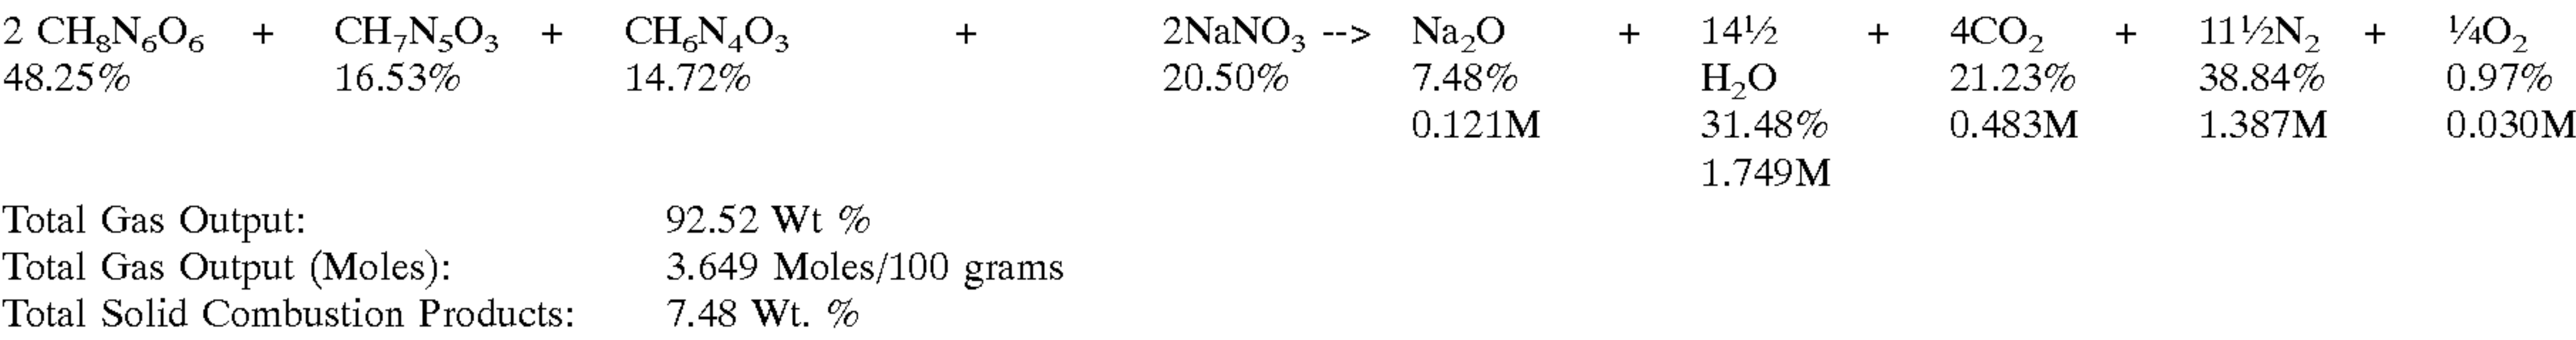 2 CH₈N₆O₆ + CH₇N₅O₃ + CH₆N₄O₃ + 2NaNO₃ --> Na₂O + 14½ + 4CO₂ + 11½N₂ + ¼O₂
48.25% 16.53% 14.72% 20.50% 7.48% H₂O 21.23% 38.84% 0.97%
0.121M 31.48% 0.483M 1.387M 0.030M
1.749M
Total Gas Output: 92.52 Wt %
Total Gas Output (Moles): 3.649 Moles/100 grams
Total Solid Combustion Products: 7.48 Wt. %